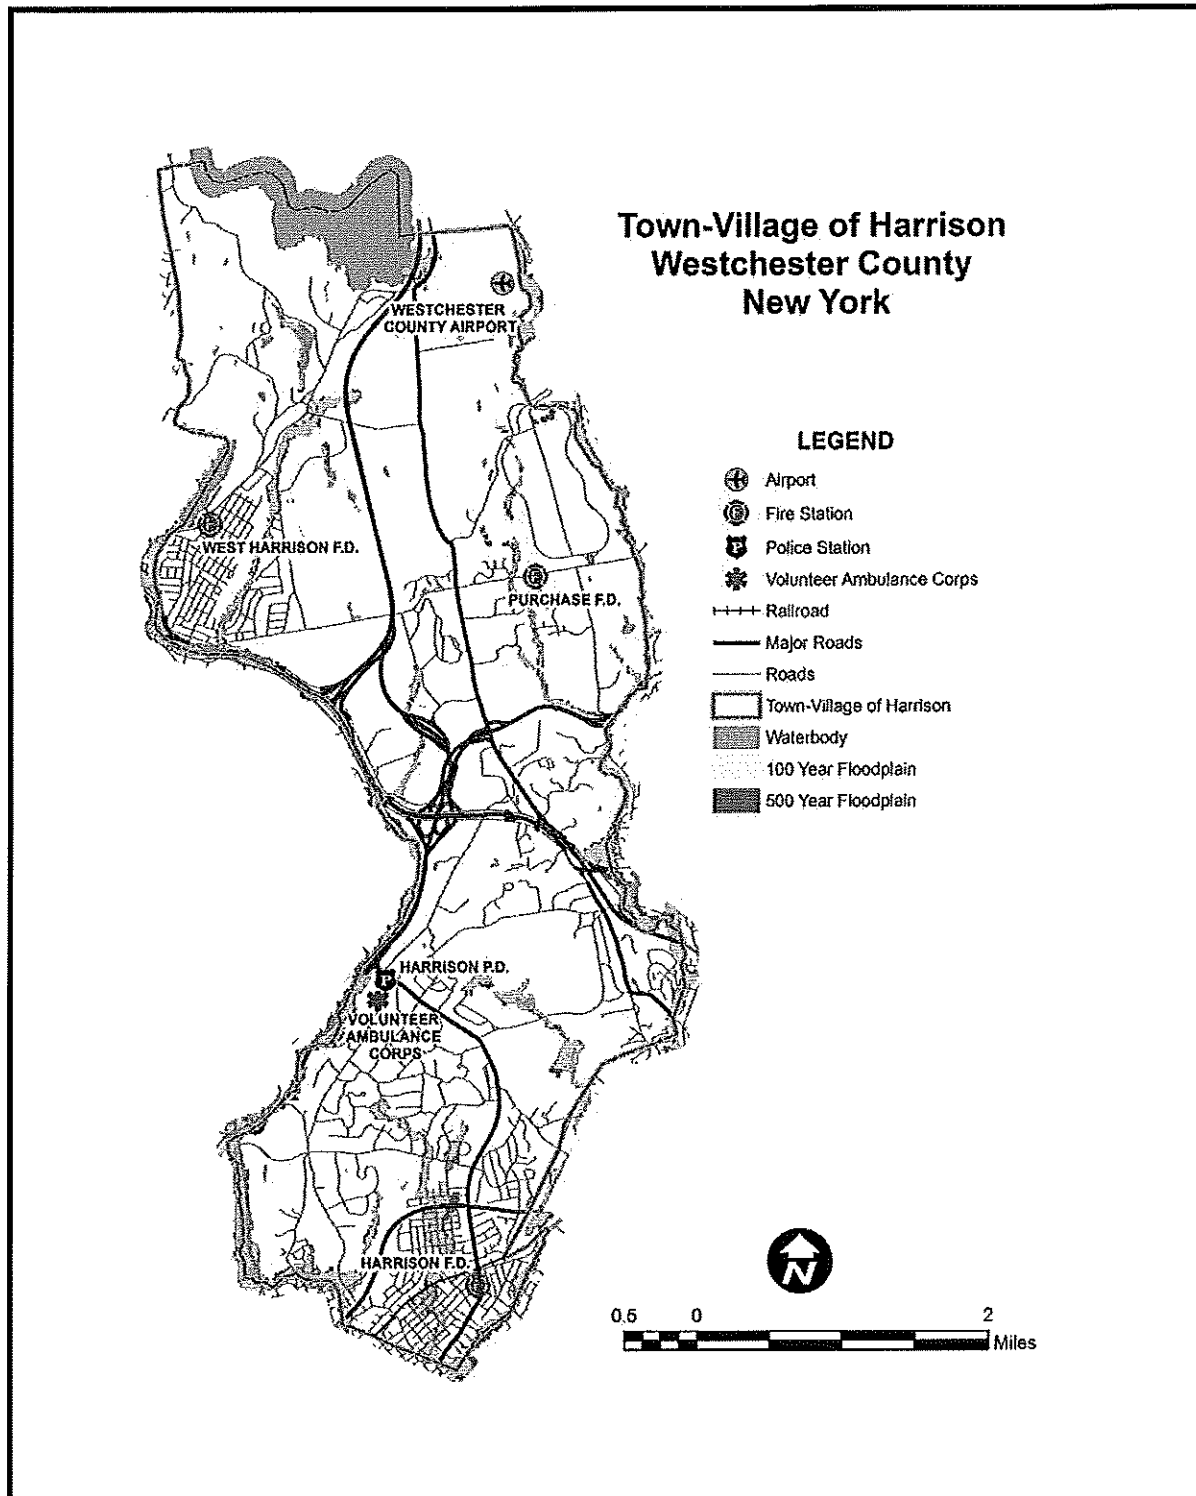 Town-Village of Harrison
Westchester County
New York
WESTCHESTER
COUNTY AIRPORT
LEGEND
Airport
F Fire Station
P Police Station
Volunteer Ambulance Corps
Railroad
Major Roads
Roads
Town-Village of Harrison
Waterbody
100 Year Floodplain
500 Year Floodplain
F
WEST HARRISON F.D.
F
PURCHASE F.D.
HARRISON P.D.
P
VOLUNTEER
AMBULANCE
CORPS
HARRISON F.D.
F
N
0.5 0 2
Miles